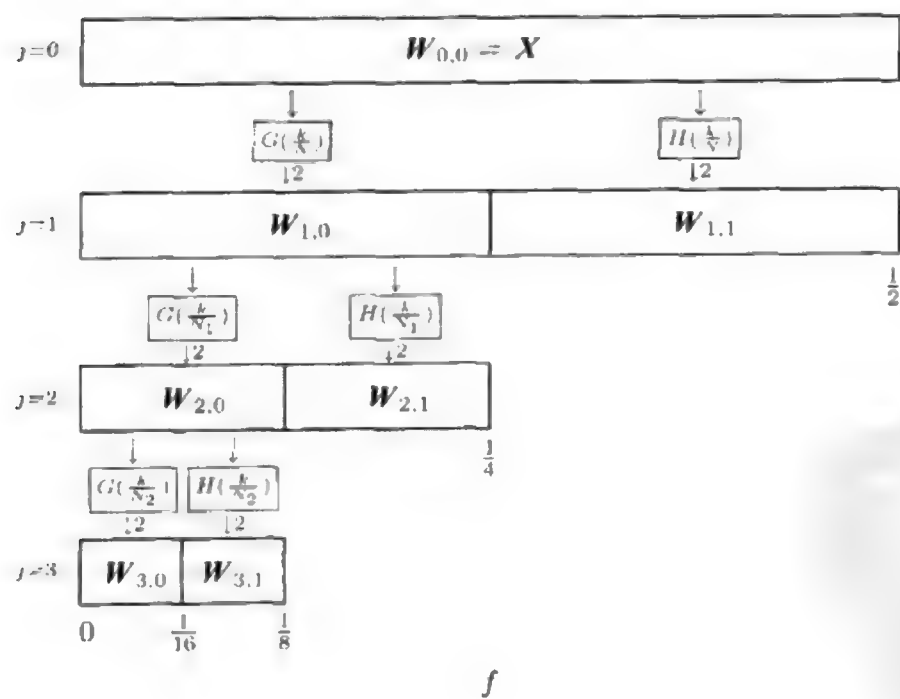 j=0 W0,0 = X
G(k/N) H(k/N)
↓2 ↓2
j=1 W1,0 W1,1
1/2
G(k/N1) H(k/N1)
↓2 ↓2
j=2 W2,0 W2,1
1/4
G(k/N2) H(k/N2)
↓2 ↓2
j=3 W3,0 W3,1
0 1/16 1/8
f